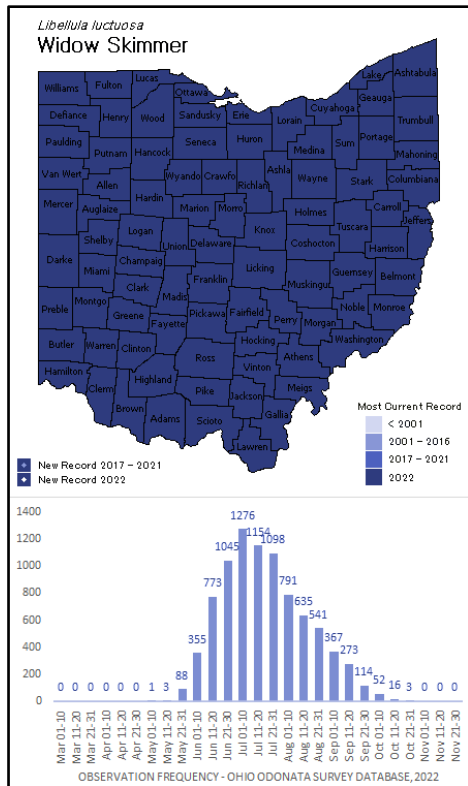 Libellula luctuosa
Widow Skimmer
Williams Fulton Lucas Ottawa Lake Ashtabula
Geauga
Defiance Henry Wood Sandusky Erie Lorain Cuyahoga Trumbull
Paulding Putnam Hancock Seneca Huron Medina Sum Portage Mahoning
Van Wert Allen Wyando Crawfo Richlan Ashla Wayne Stark Columbiana
Mercer Auglaize Hardin Marion Morro Holmes Carroll Jeffers
Shelby Logan Union Delaware Knox Coshocton Tuscara Harrison
Darke Miami Champaig Licking Guernsey Belmont
Clark Madis Franklin Muskingu Noble Monroe
Preble Montgo Greene Fayette Pickawa Fairfield Perry Morgan Washington
Butler Warren Clinton Ross Hocking Athens
Hamilton Clerm Highland Vinton Meigs
Brown Adams Pike Jackson Gallia
Scioto Lawren
Most Current Record
< 2001
2001 – 2016
2017 – 2021
2022
New Record 2017 – 2021
New Record 2022
1400
1200
1000
800
600
400
200
0
0 0 0 0 0 0 1 3 88 355 773 1045 1276 1154 1098 791 635 541 367 273 114 52 16 3 0 0 0
Mar 01-10
Mar 11-20
Mar 21-31
Apr 01-10
Apr 11-20
Apr 21-30
May 01-10
May 11-20
May 21-31
Jun 01-10
Jun 11-20
Jun 21-30
Jul 01-10
Jul 11-20
Jul 21-31
Aug 01-10
Aug 11-20
Aug 21-31
Sep 01-10
Sep 11-20
Sep 21-30
Oct 01-10
Oct 11-20
Oct 21-31
Nov 01-10
Nov 11-20
Nov 21-30
OBSERVATION FREQUENCY - OHIO ODONATA SURVEY DATABASE, 2022